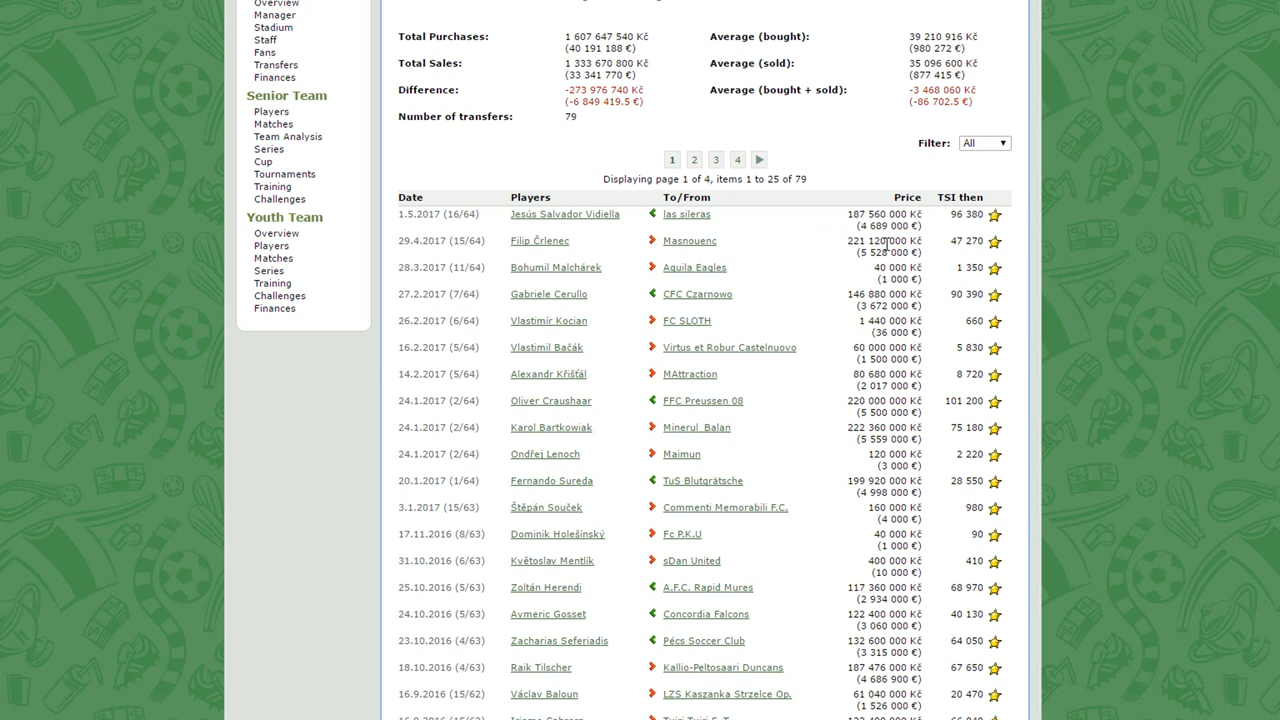 Overview
Manager
Stadium
Staff
Fans
Transfers
Finances
Senior Team
Players
Matches
Team Analysis
Series
Cup
Tournaments
Training
Challenges
Youth Team
Overview
Players
Matches
Series
Training
Challenges
Finances
Total Purchases: 1 607 647 540 Kč Average (bought): 39 210 916 Kč
(40 191 188 €) (980 272 €)
Total Sales: 1 333 670 800 Kč Average (sold): 35 096 600 Kč
(33 341 770 €) (877 415 €)
Difference: -273 976 740 Kč Average (bought + sold): -3 468 060 Kč
(-6 849 419.5 €) (-86 702.5 €)
Number of transfers: 79
Filter: All
1 2 3 4
Displaying page 1 of 4, items 1 to 25 of 79
Date Players To/From Price TSI then
1.5.2017 (16/64) Jesús Salvador Vidiella las sileras 187 560 000 Kč 96 380
(4 689 000 €)
29.4.2017 (15/64) Filip Črlenec Masnouenc 221 120 000 Kč 47 270
(5 528 000 €)
28.3.2017 (11/64) Bohumil Malchárek Aquila Eagles 40 000 Kč 1 350
(1 000 €)
27.2.2017 (7/64) Gabriele Cerullo CFC Czarnowo 146 880 000 Kč 90 390
(3 672 000 €)
26.2.2017 (6/64) Vlastimír Kocian FC SLOTH 1 440 000 Kč 660
(36 000 €)
16.2.2017 (5/64) Vlastimil Bačák Virtus et Robur Castelnuovo 60 000 000 Kč 5 830
(1 500 000 €)
14.2.2017 (5/64) Alexandr Křišťál MAttraction 80 680 000 Kč 8 720
(2 017 000 €)
24.1.2017 (2/64) Oliver Craushaar FFC Preussen 08 220 000 000 Kč 101 200
(5 500 000 €)
24.1.2017 (2/64) Karol Bartkowiak Minerul_Balan 222 360 000 Kč 75 180
(5 559 000 €)
24.1.2017 (2/64) Ondřej Lenoch Maimun 120 000 Kč 2 220
(3 000 €)
20.1.2017 (1/64) Fernando Sureda TuS Blutgrätsche 199 920 000 Kč 28 550
(4 998 000 €)
3.1.2017 (15/63) Štěpán Souček Commenti Memorabili F.C. 160 000 Kč 980
(4 000 €)
17.11.2016 (8/63) Dominik Holešínský Fc P.K.U 40 000 Kč 90
(1 000 €)
31.10.2016 (6/63) Květoslav Mentlík sDan United 400 000 Kč 410
(10 000 €)
25.10.2016 (5/63) Zoltán Herendi A.F.C. Rapid Mures 117 360 000 Kč 68 970
(2 934 000 €)
24.10.2016 (5/63) Aymeric Gosset Concordia Falcons 122 400 000 Kč 40 130
(3 060 000 €)
23.10.2016 (4/63) Zacharias Seferiadis Pécs Soccer Club 132 600 000 Kč 64 050
(3 315 000 €)
18.10.2016 (4/63) Raik Tilscher Kallio-Peltosaari Duncans 187 476 000 Kč 67 650
(4 686 900 €)
16.9.2016 (15/62) Václav Baloun LZS Kaszanka Strzelce Op. 61 040 000 Kč 20 470
(1 526 000 €)